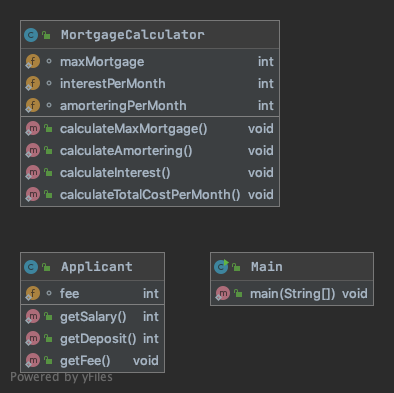 MortgageCalculator
maxMortgage int
interestPerMonth int
amorteringPerMonth int
calculateMaxMortgage() void
calculateAmortering() void
calculateInterest() void
calculateTotalCostPerMonth() void
Applicant
fee int
getSalary() int
getDeposit() int
getFee() void
Main
main(String[]) void
Powered by yFiles